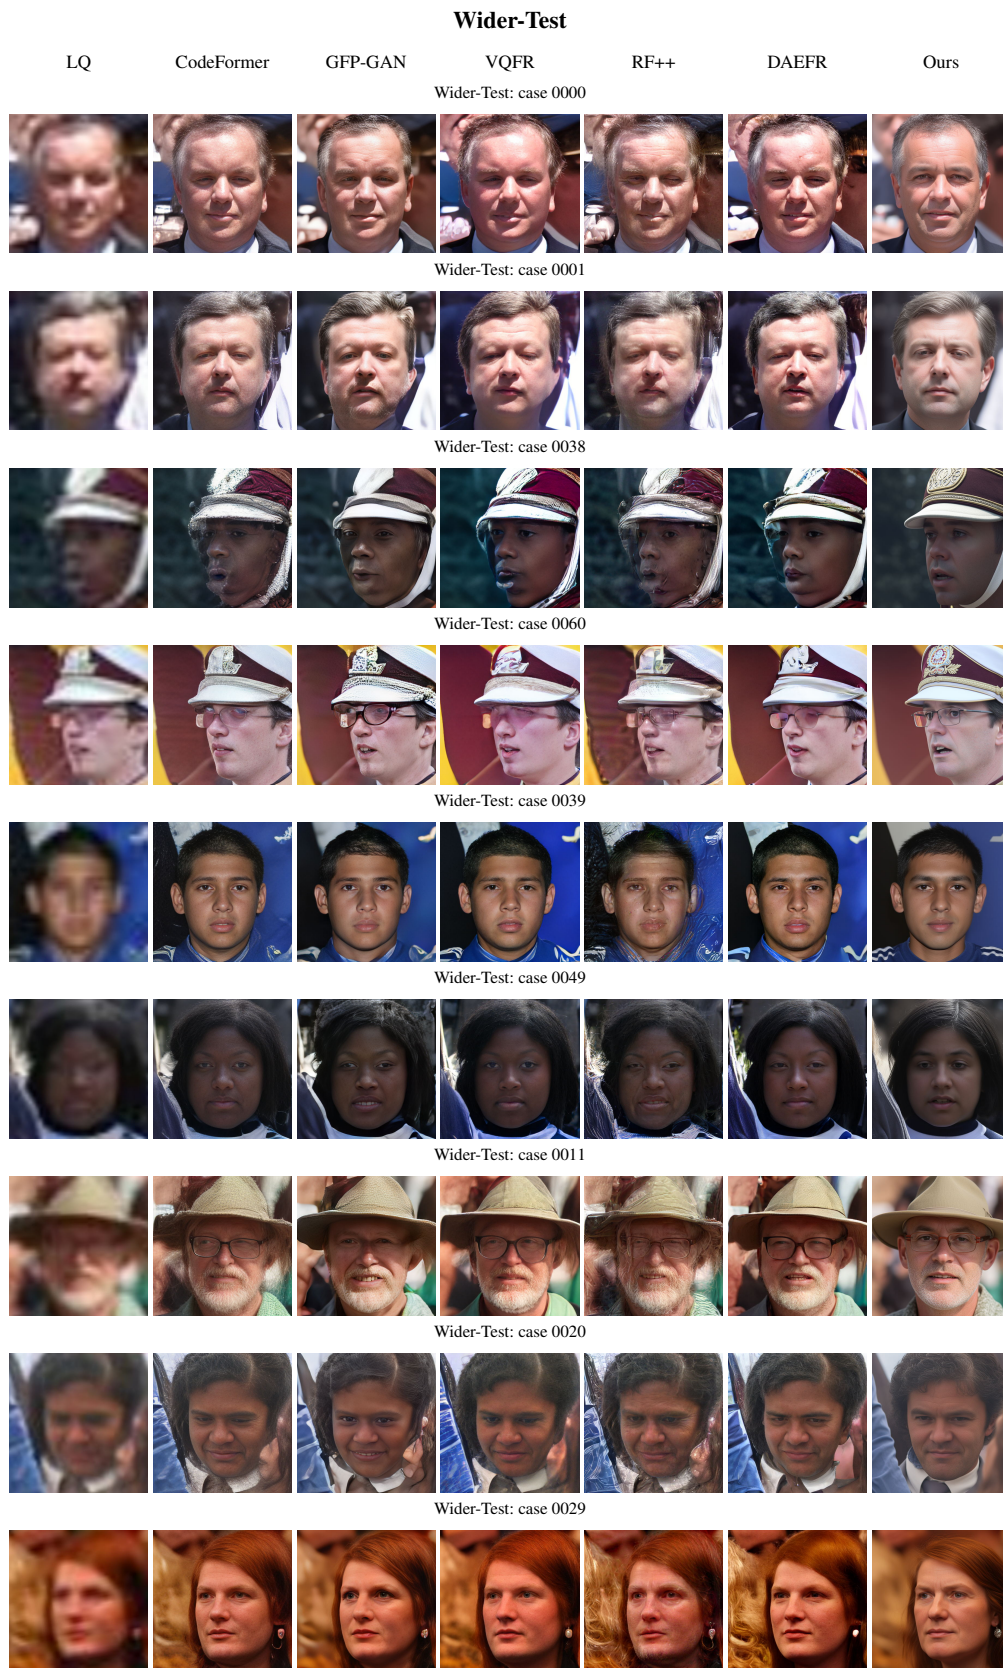 Wider-Test
LQ CodeFormer GFP-GAN VQFR RF++ DAEFR Ours
Wider-Test: case 0000
Wider-Test: case 0001
Wider-Test: case 0038
Wider-Test: case 0060
Wider-Test: case 0039
Wider-Test: case 0049
Wider-Test: case 0011
Wider-Test: case 0020
Wider-Test: case 0029